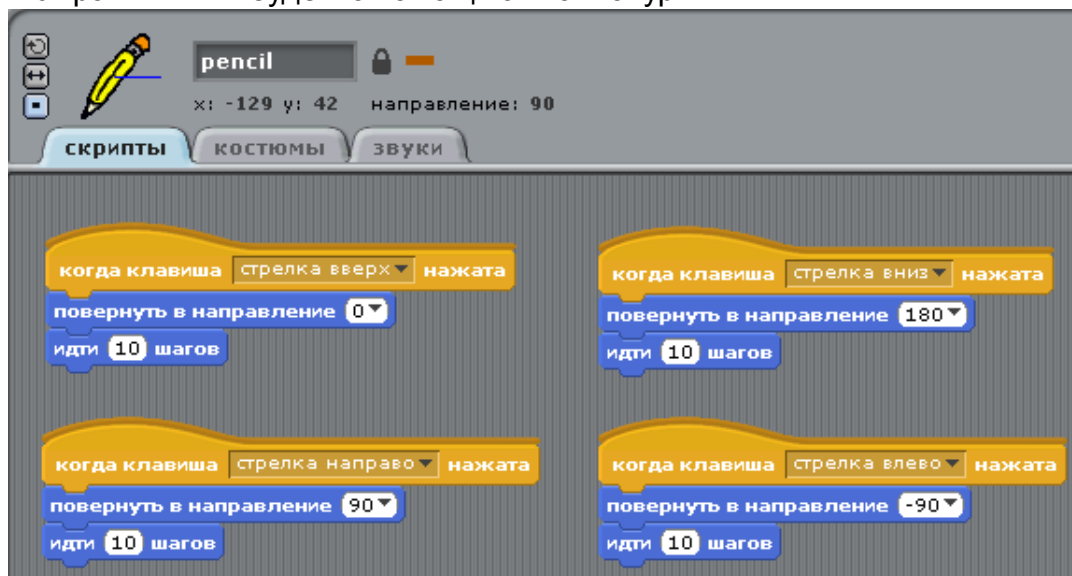 pencil
x: -129 y: 42 направление: 90
скрипты костюмы звуки
когда клавиша стрелка вверх нажата
повернуть в направление 0
идти 10 шагов
когда клавиша стрелка вниз нажата
повернуть в направление 180
идти 10 шагов
когда клавиша стрелка направо нажата
повернуть в направление 90
идти 10 шагов
когда клавиша стрелка влево нажата
повернуть в направление -90
идти 10 шагов